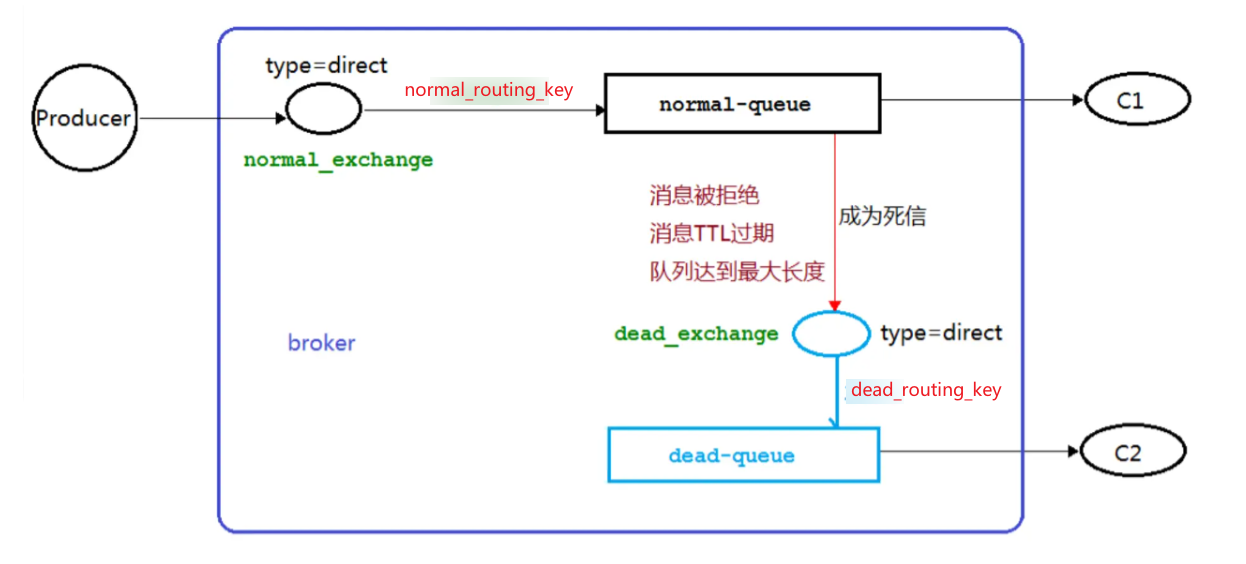 type=direct
normal_routing_key
Producer
normal-queue
C1
normal_exchange
消息被拒绝
消息TTL过期
队列达到最大长度
成为死信
broker
dead_exchange
type=direct
dead_routing_key
dead-queue
C2